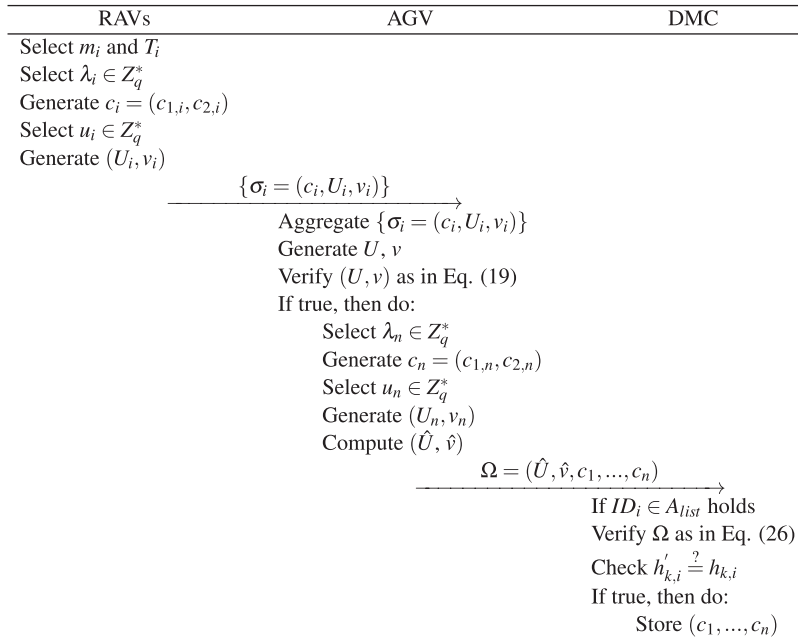 RAVs AGV DMC
Select m_i and T_i
Select λ_i ∈ Z_q^*
Generate c_i = (c_{1,i}, c_{2,i})
Select u_i ∈ Z_q^*
Generate (U_i, v_i)
{σ_i = (c_i, U_i, v_i)}
Aggregate {σ_i = (c_i, U_i, v_i)}
Generate U, v
Verify (U, v) as in Eq. (19)
If true, then do:
Select λ_n ∈ Z_q^*
Generate c_n = (c_{1,n}, c_{2,n})
Select u_n ∈ Z_q^*
Generate (U_n, v_n)
Compute (Û, v̂)
Ω = (Û, v̂, c_1, ..., c_n)
If ID_i ∈ A_{list} holds
Verify Ω as in Eq. (26)
Check h'_{k,i} ≟ h_{k,i}
If true, then do:
Store (c_1, ..., c_n)